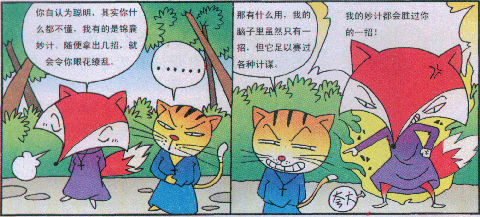 你自认为聪明，其实你什
么都不懂，我有的是锦囊
妙计，随便拿出几招，就
会令你眼花缭乱。
……
那有什么用，我的
脑子里虽然只有一
招，但它足以赛过
各种计谋。
我的妙计都会胜过你
的一招！
夸大